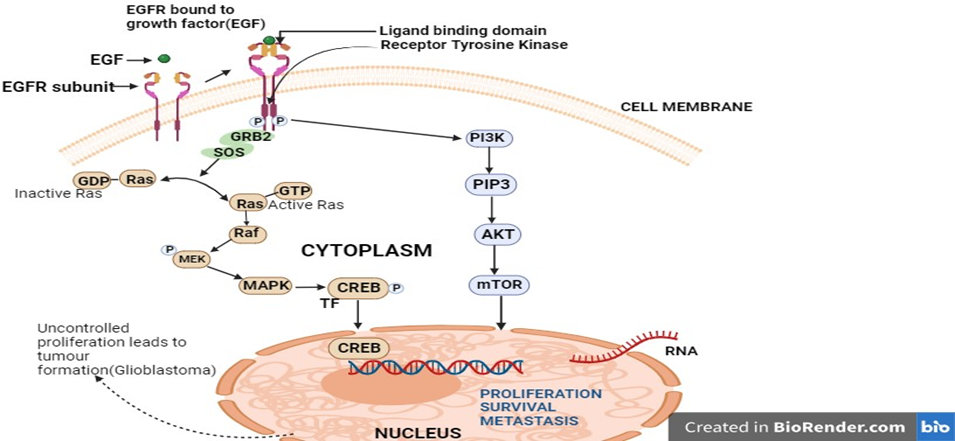 EGFR bound to
growth factor(EGF)
Ligand binding domain
Receptor Tyrosine Kinase
EGF
EGFR subunit
CELL MEMBRANE
P
P
GRB2
SOS
PI3K
GDP
Ras
Inactive Ras
PIP3
GTP
Ras
Active Ras
Raf
AKT
CYTOPLASM
P
MEK
MAPK
CREB
P
TF
mTOR
Uncontrolled
proliferation leads to
tumour
formation(Glioblastoma)
CREB
RNA
PROLIFERATION
SURVIVAL
METASTASIS
NUCLEUS
Created in BioRender.com
bio